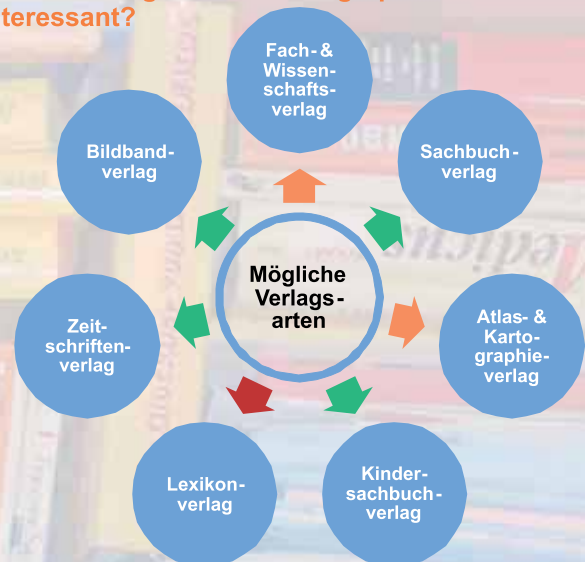 teressant?
Fach- &
Wissen-
schafts-
verlag
Bildband-
verlag
Sachbuch-
verlag
Mögliche
Verlags-
arten
Zeit-
schriften-
verlag
Atlas- &
Karto-
graphie-
verlag
Lexikon-
verlag
Kinder-
sachbuch-
verlag